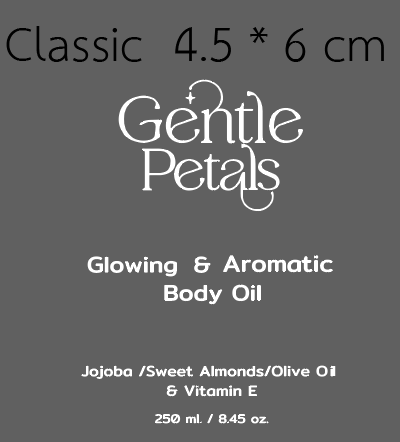 Classic 4.5 * 6 cm
Gentle
Petals
Glowing & Aromatic
Body Oil
Jojoba /Sweet Almonds/Olive Oil
& Vitamin E
250 ml. / 8.45 oz.